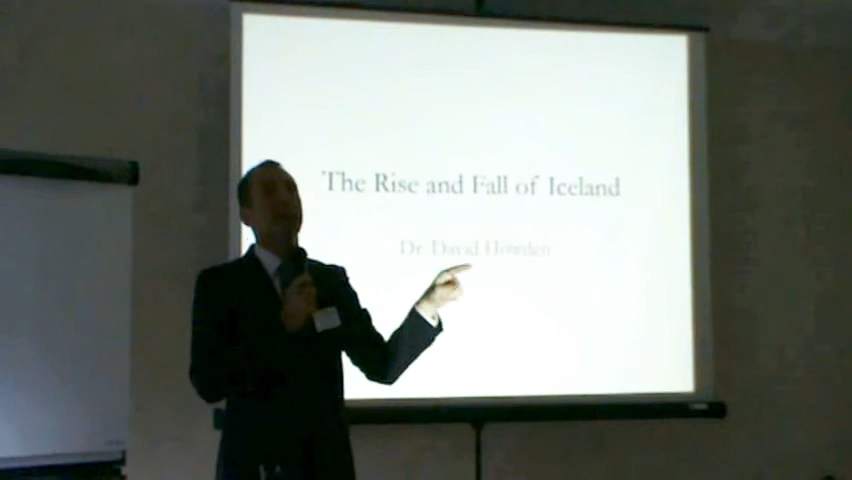 The Rise and Fall of Iceland
Dr. David Howden